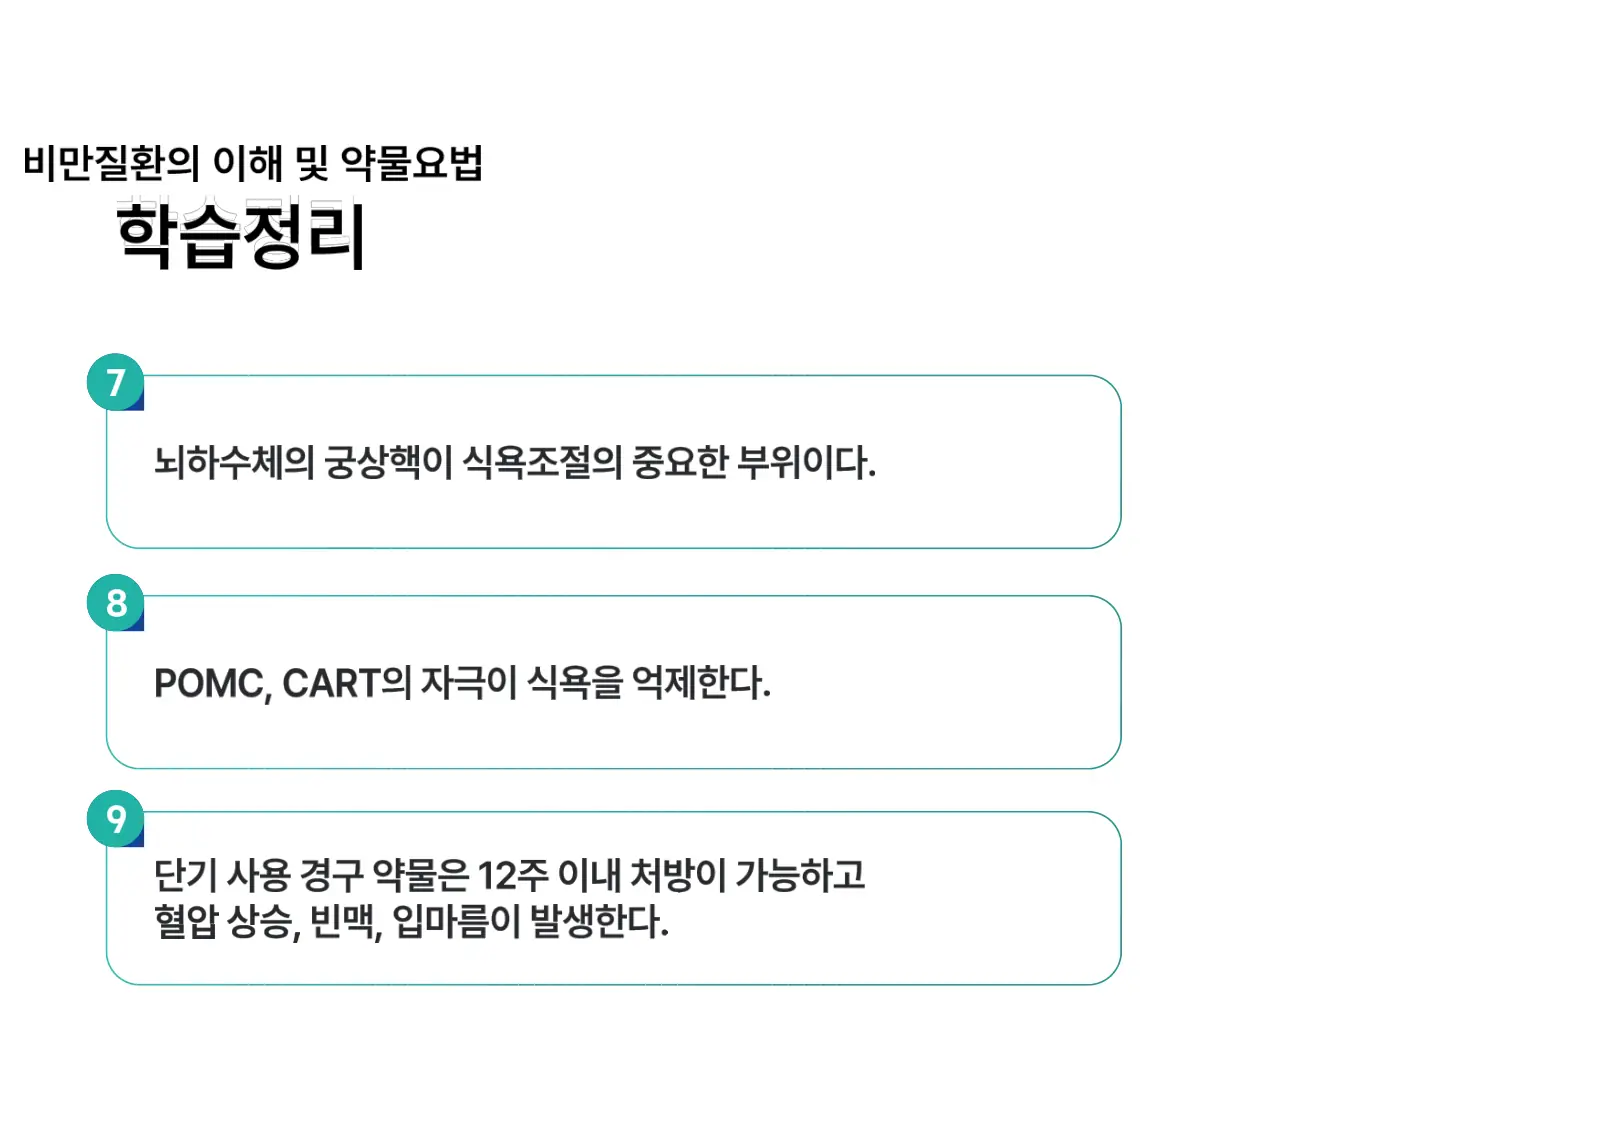 비만질환의 이해 및 약물요법
학습정리
7
뇌하수체의 궁상핵이 식욕조절의 중요한 부위이다.
8
POMC, CART의 자극이 식욕을 억제한다.
9
단기 사용 경구 약물은 12주 이내 처방이 가능하고
혈압 상승, 빈맥, 입마름이 발생한다.